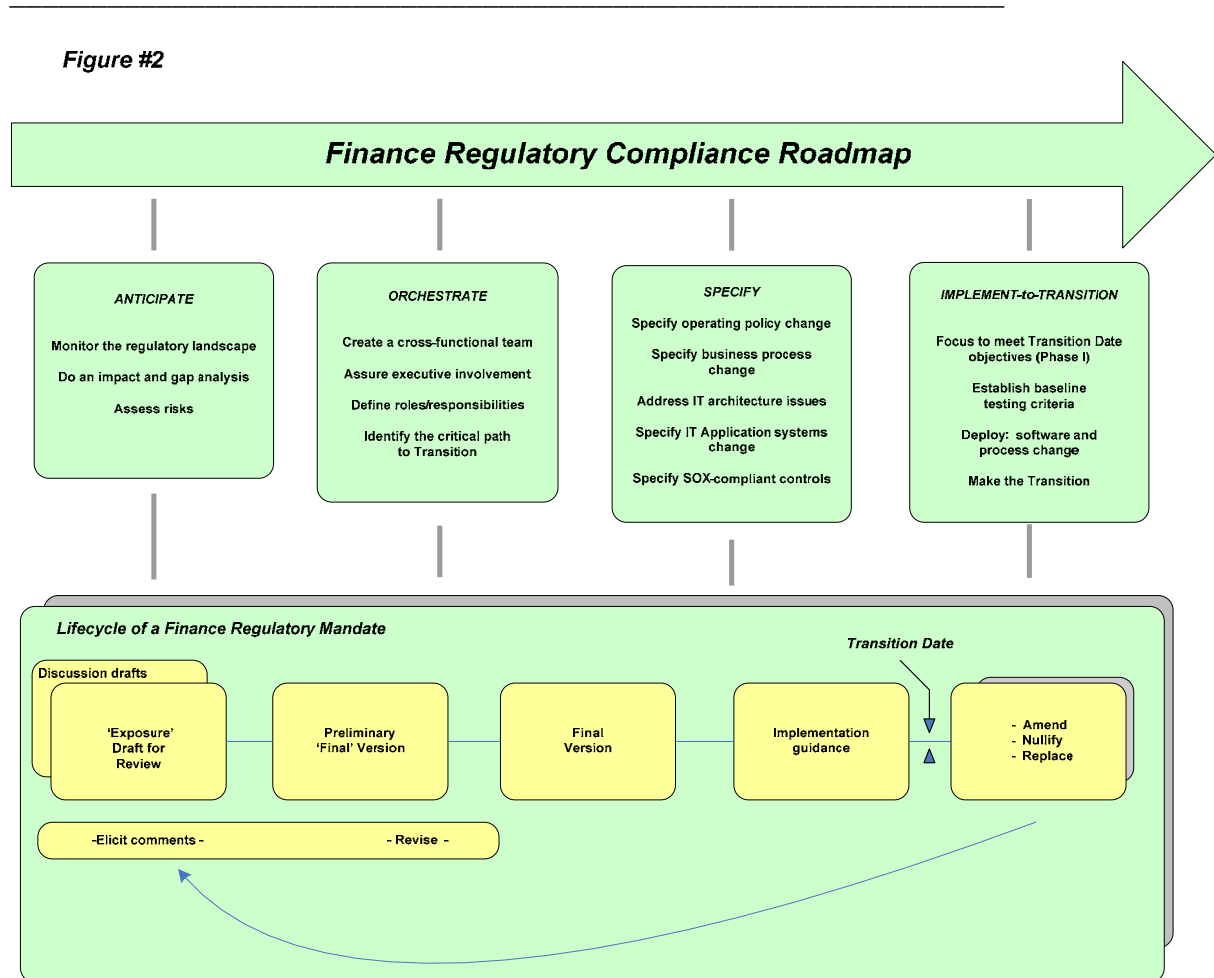 Figure #2
Finance Regulatory Compliance Roadmap
ANTICIPATE
Monitor the regulatory landscape
Do an impact and gap analysis
Assess risks
ORCHESTRATE
Create a cross-functional team
Assure executive involvement
Define roles/responsibilities
Identify the critical path
to Transition
SPECIFY
Specify operating policy change
Specify business process
change
Address IT architecture issues
Specify IT Application systems
change
Specify SOX-compliant controls
IMPLEMENT-to-TRANSITION
Focus to meet Transition Date
objectives (Phase I)
Establish baseline
testing criteria
Deploy: software and
process change
Make the Transition
Lifecycle of a Finance Regulatory Mandate
Transition Date
Discussion drafts
‘Exposure’
Draft for
Review
Preliminary
‘Final’ Version
Final
Version
Implementation
guidance
- Amend
- Nullify
- Replace
-Elicit comments -
- Revise -